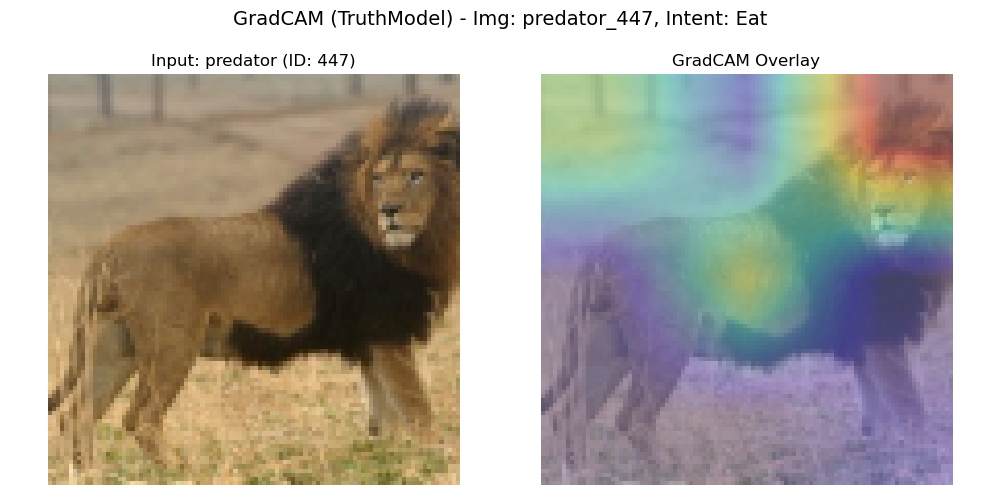 GradCAM (TruthModel) - Img: predator_447, Intent: Eat
Input: predator (ID: 447)
GradCAM Overlay